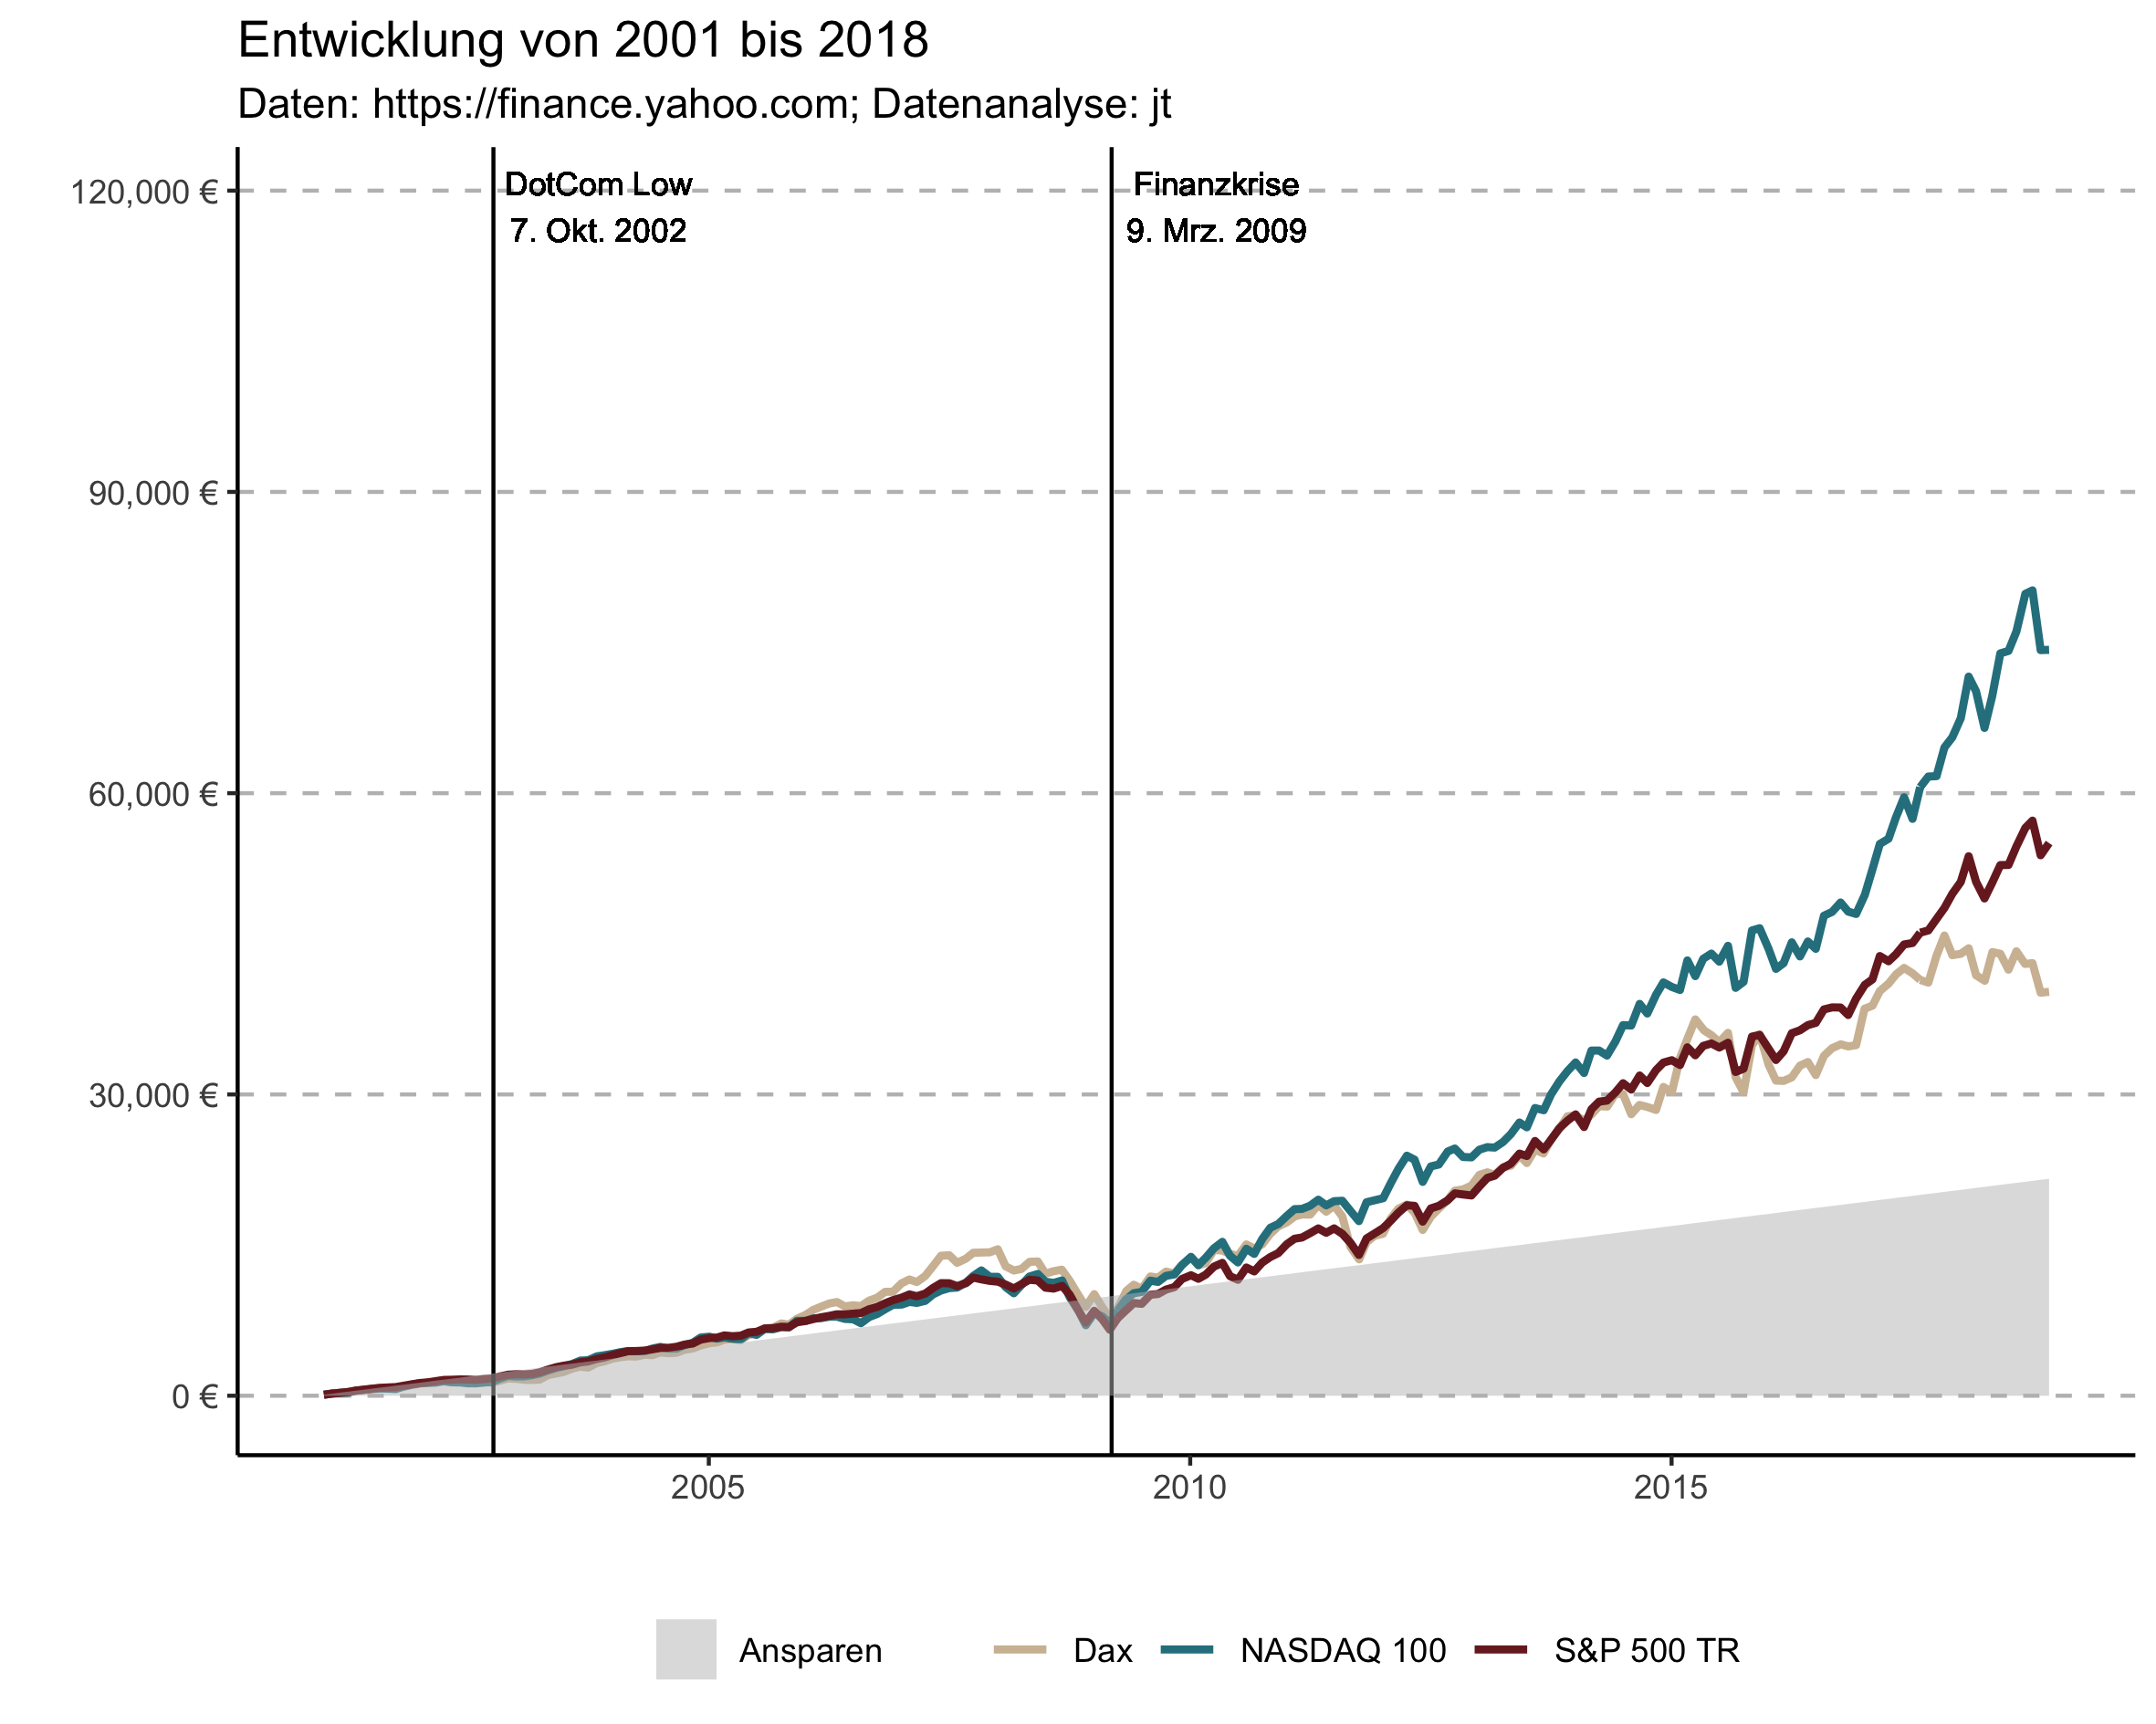 Entwicklung von 2001 bis 2018
Daten: https://finance.yahoo.com; Datenanalyse: jt
DotCom Low
7. Okt. 2002
Finanzkrise
9. Mrz. 2009
120,000 €
90,000 €
60,000 €
30,000 €
0 €
2005 2010 2015
Ansparen Dax NASDAQ 100 S&P 500 TR